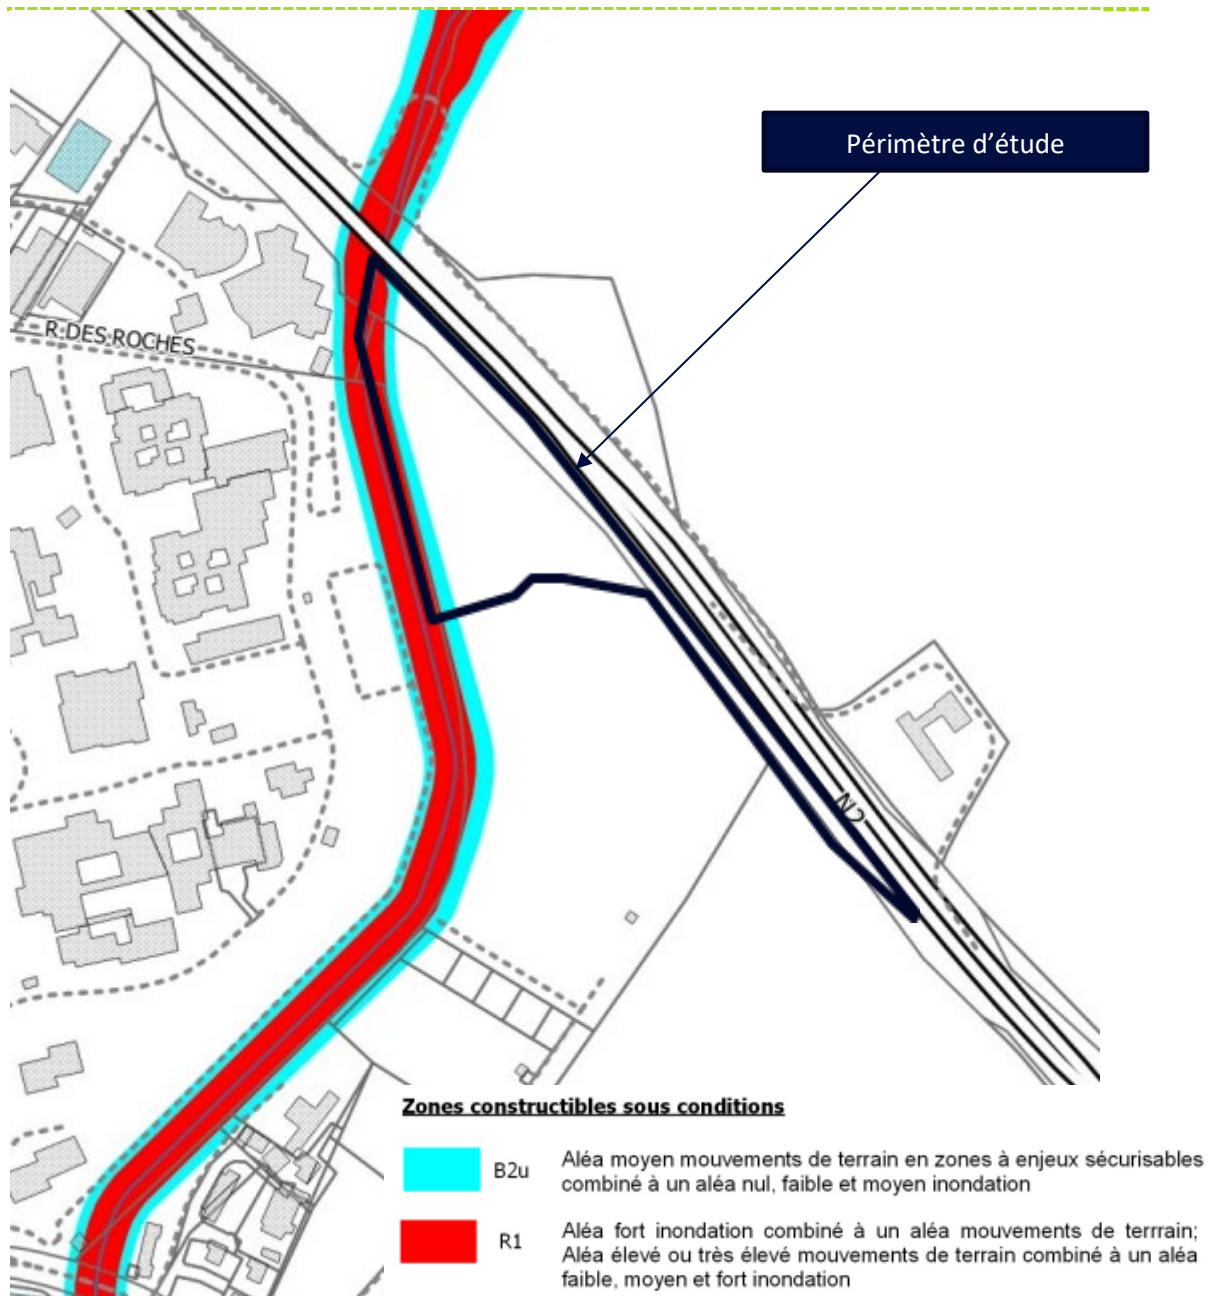 Périmètre d’étude
R DES ROCHES
N2
Zones constructibles sous conditions
B2u
Aléa moyen mouvements de terrain en zones à enjeux sécurisables
combiné à un aléa nul, faible et moyen inondation
R1
Aléa fort inondation combiné à un aléa mouvements de terrrain;
Aléa élevé ou très élevé mouvements de terrain combiné à un aléa
faible, moyen et fort inondation